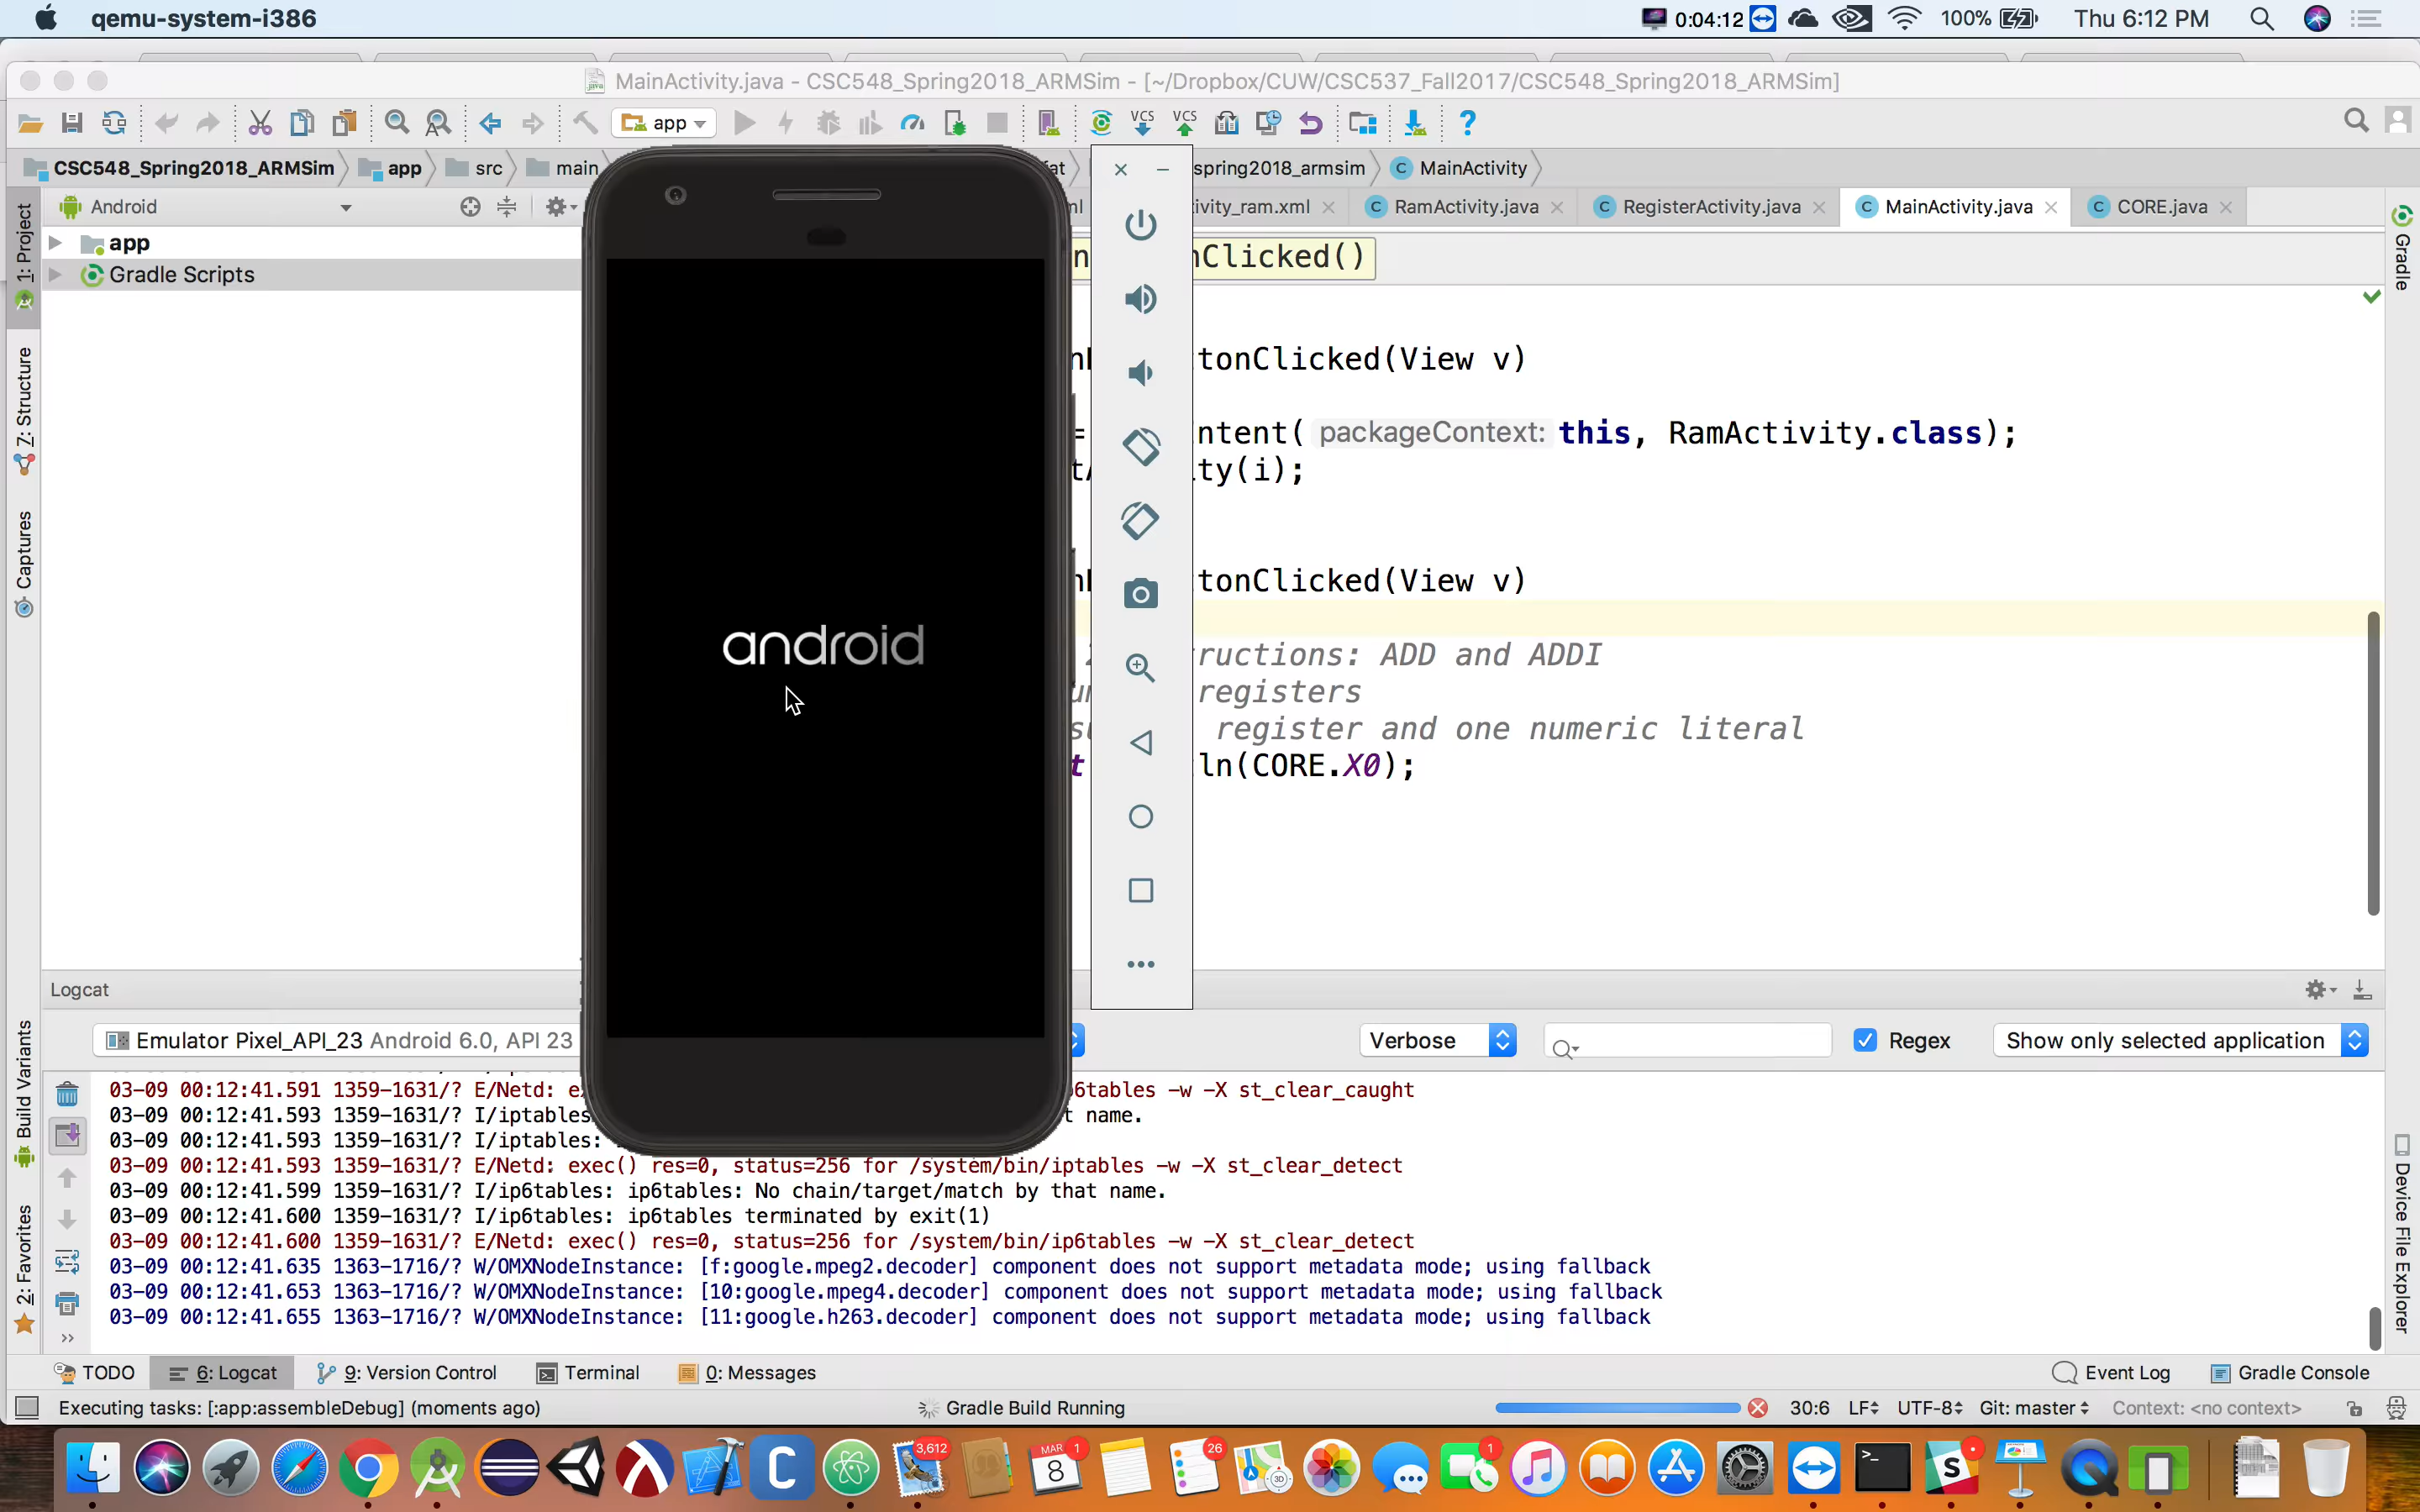 qemu-system-i386
0:04:12
100%
Thu 6:12 PM
MainActivity.java - CSC548_Spring2018_ARMSim - [~/Dropbox/CUW/CSC537_Fall2017/CSC548_Spring2018_ARMSim]
app
VCS
VCS
?
CSC548_Spring2018_ARMSim
app
src
main
spring2018_armsim
MainActivity
Android
ivity_ram.xml
RamActivity.java
RegisterActivity.java
MainActivity.java
CORE.java
app
Gradle Scripts
1: Project
7: Structure
Captures
Build Variants
2: Favorites
Gradle
Device File Explorer
Clicked()
tonClicked(View v)
=
ntent( packageContext: this, RamActivity.class);
ty(i);
tonClicked(View v)
ructions: ADD and ADDI
registers
register and one numeric literal
ln(CORE.X0);
android
Logcat
Emulator Pixel_API_23 Android 6.0, API 23
Verbose
Regex
Show only selected application
03-09 00:12:41.591 1359-1631/? E/Netd: ex
p6tables -w -X st_clear_caught
03-09 00:12:41.593 1359-1631/? I/iptables
t name.
03-09 00:12:41.593 1359-1631/? I/iptables:
03-09 00:12:41.593 1359-1631/? E/Netd: exec() res=0, status=256 for /system/bin/iptables -w -X st_clear_detect
03-09 00:12:41.599 1359-1631/? I/ip6tables: ip6tables: No chain/target/match by that name.
03-09 00:12:41.600 1359-1631/? I/ip6tables: ip6tables terminated by exit(1)
03-09 00:12:41.600 1359-1631/? E/Netd: exec() res=0, status=256 for /system/bin/ip6tables -w -X st_clear_detect
03-09 00:12:41.635 1363-1716/? W/OMXNodeInstance: [f:google.mpeg2.decoder] component does not support metadata mode; using fallback
03-09 00:12:41.653 1363-1716/? W/OMXNodeInstance: [10:google.mpeg4.decoder] component does not support metadata mode; using fallback
03-09 00:12:41.655 1363-1716/? W/OMXNodeInstance: [11:google.h263.decoder] component does not support metadata mode; using fallback
TODO
6: Logcat
9: Version Control
Terminal
0: Messages
Event Log
Gradle Console
Executing tasks: [:app:assembleDebug] (moments ago)
Gradle Build Running
30:6
LF
UTF-8
Git: master
Context: <no context>
3,612
MAR
8
1
26
3D
1
C
S